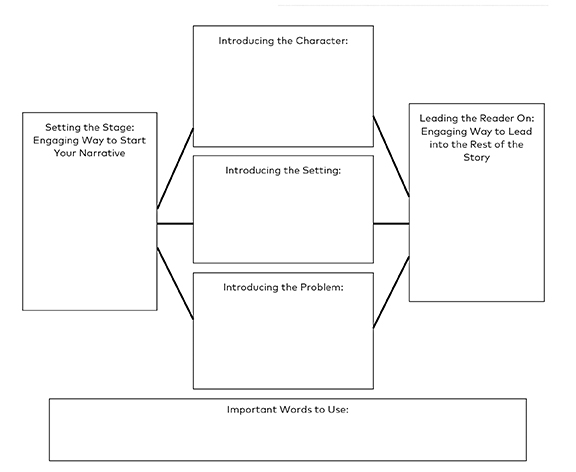 Introducing the Character:
Setting the Stage:
Engaging Way to Start
Your Narrative
Introducing the Setting:
Introducing the Problem:
Leading the Reader On:
Engaging Way to Lead
into the Rest of the
Story
Important Words to Use: